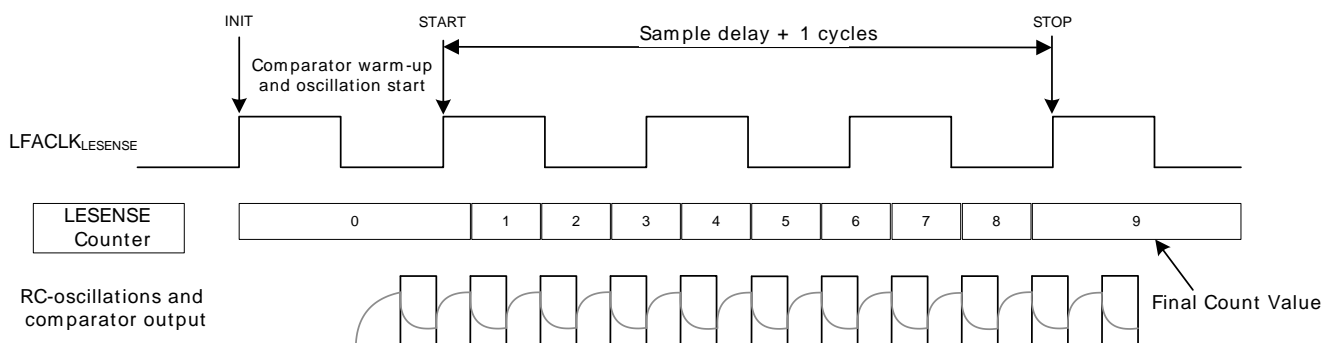 INIT
START
STOP
Sample delay + 1 cycles
Comparator warm-up
and oscillation start
LFACLKLESENSE
LESENSE
Counter
0 1 2 3 4 5 6 7 8 9
RC-oscillations and
comparator output
Final Count Value